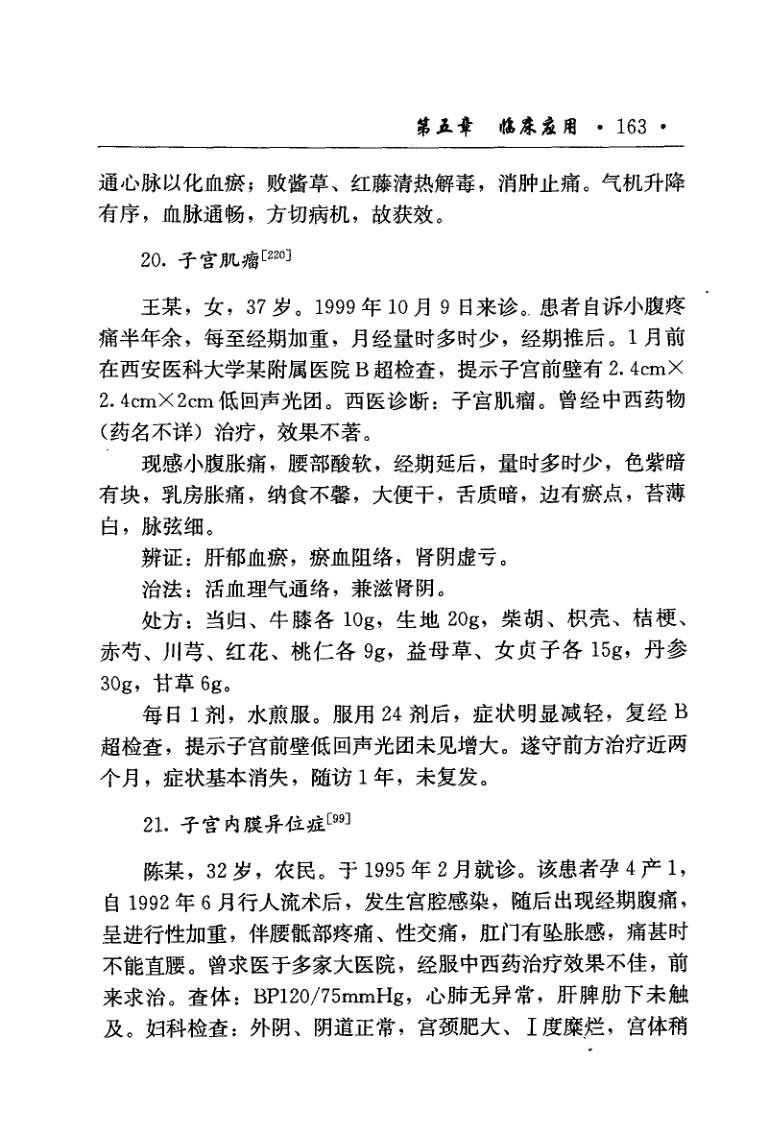 第五章 临床应用 · 163 ·
通心脉以化血瘀；败酱草、红藤清热解毒，消肿止痛。气机升降
有序，血脉通畅，方切病机，故获效。
20. 子宫肌瘤[220]
王某，女，37 岁。1999 年 10 月 9 日来诊。患者自诉小腹疼
痛半年余，每至经期加重，月经量时多时少，经期推后。1 月前
在西安医科大学某附属医院 B 超检查，提示子宫前壁有 2.4cm×
2.4cm×2cm 低回声光团。西医诊断：子宫肌瘤。曾经中西药物
（药名不详）治疗，效果不著。
现感小腹胀痛，腰部酸软，经期延后，量时多时少，色紫暗
有块，乳房胀痛，纳食不馨，大便干，舌质暗，边有瘀点，苔薄
白，脉弦细。
辨证：肝郁血瘀，瘀血阻络，肾阴虚亏。
治法：活血理气通络，兼滋肾阴。
处方：当归、牛膝各 10g，生地 20g，柴胡、枳壳、桔梗、
赤芍、川芎、红花、桃仁各 9g，益母草、女贞子各 15g，丹参
30g，甘草 6g。
每日 1 剂，水煎服。服用 24 剂后，症状明显减轻，复经 B
超检查，提示子宫前壁低回声光团未见增大。遂守前方治疗近两
个月，症状基本消失，随访 1 年，未复发。
21. 子宫内膜异位症[99]
陈某，32 岁，农民。于 1995 年 2 月就诊。该患者孕 4 产 1，
自 1992 年 6 月行人流术后，发生宫腔感染，随后出现经期腹痛，
呈进行性加重，伴腰骶部疼痛、性交痛，肛门有坠胀感，痛甚时
不能直腰。曾求医于多家大医院，经服中西药治疗效果不佳，前
来求治。查体：BP120/75mmHg，心肺无异常，肝脾肋下未触
及。妇科检查：外阴、阴道正常，宫颈肥大、Ⅰ度糜烂，宫体稍